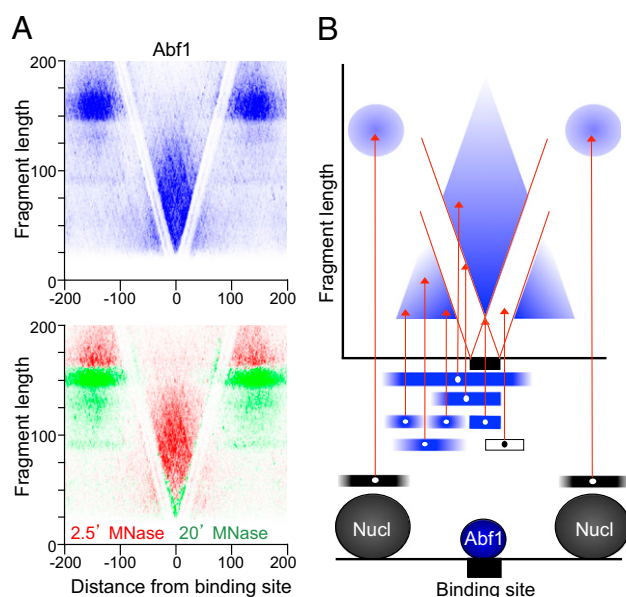 A
Abf1
Fragment length
200
100
0
-200 -100 0 100 200
Fragment length
200
100
0
2.5' MNase 20' MNase
-200 -100 0 100 200
Distance from binding site
B
Fragment length
Nucl
Abf1
Nucl
Binding site